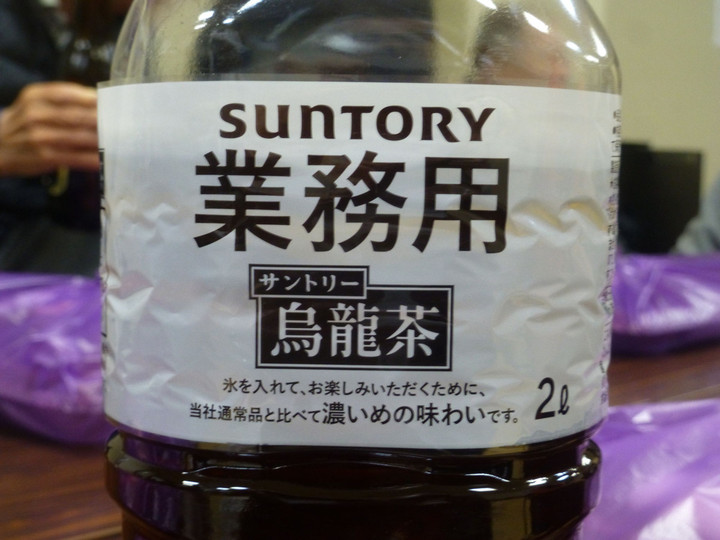 SUNTORY
業務用
サントリー
烏龍茶
氷を入れて、お楽しみいただくために、
当社通常品と比べて濃いめの味わいです。
2ℓ